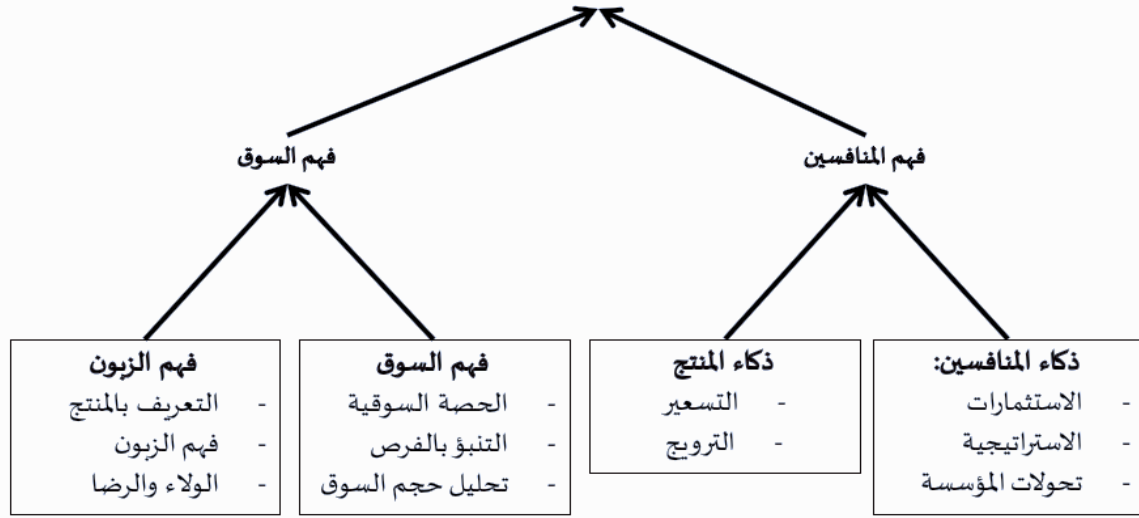 فهم المنافسين
فهم السوق
ذكاء المنافسين:
- الاستثمارات
- الاستراتيجية
- تحولات المؤسسة
ذكاء المنتج
- التسعير
- الترويج
فهم السوق
- الحصة السوقية
- التنبؤ بالفرص
- تحليل حجم السوق
فهم الزبون
- التعريف بالمنتج
- فهم الزبون
- الولاء والرضا